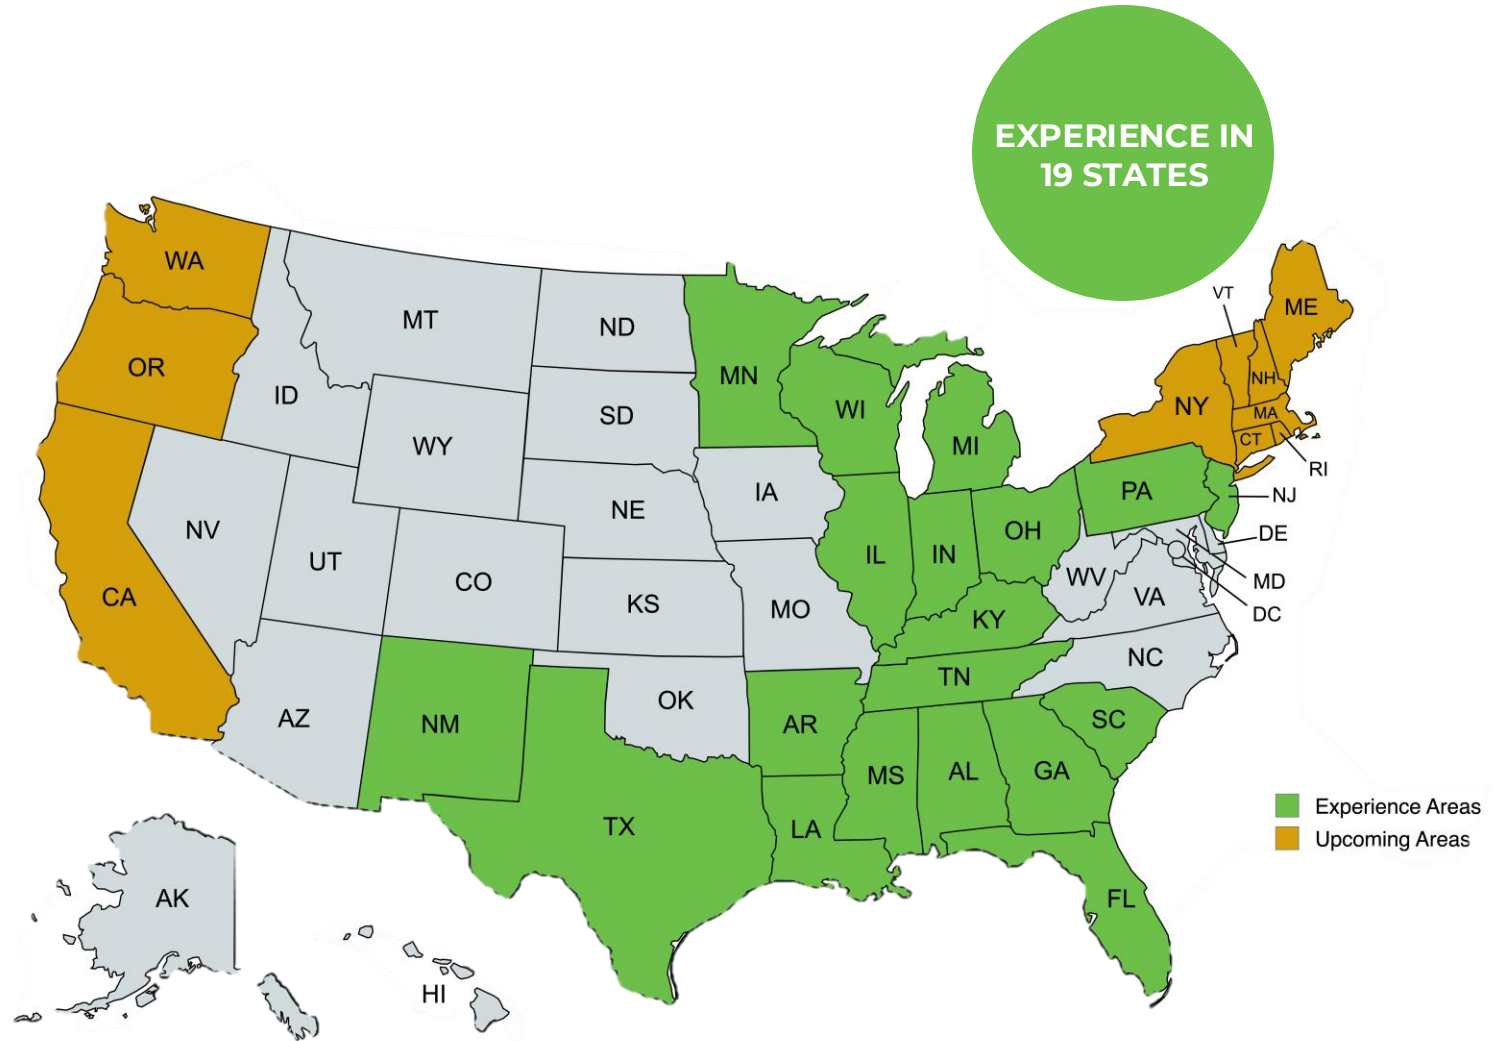 EXPERIENCE IN
19 STATES
WA
OR
CA
ID
NV
MT
WY
UT
AZ
CO
NM
ND
SD
NE
KS
OK
TX
MN
IA
MO
AR
LA
WI
IL
MI
IN
OH
KY
TN
MS
AL
GA
FL
SC
NC
VA
WV
PA
NY
VT
NH
ME
MA
CT
RI
NJ
DE
MD
DC
AK
HI
Experience Areas
Upcoming Areas